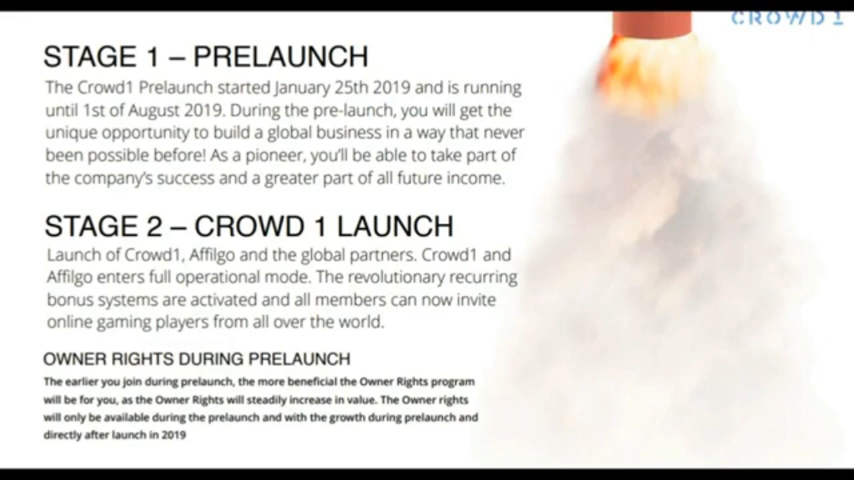 CROWD1
STAGE 1 – PRELAUNCH
The Crowd1 Prelaunch started January 25th 2019 and is running
until 1st of August 2019. During the pre-launch, you will get the
unique opportunity to build a global business in a way that never
been possible before! As a pioneer, you'll be able to take part of
the company's success and a greater part of all future income.
STAGE 2 – CROWD 1 LAUNCH
Launch of Crowd1, Affilgo and the global partners. Crowd1 and
Affilgo enters full operational mode. The revolutionary recurring
bonus systems are activated and all members can now invite
online gaming players from all over the world.
OWNER RIGHTS DURING PRELAUNCH
The earlier you join during prelaunch, the more beneficial the Owner Rights program
will be for you, as the Owner Rights will steadily increase in value. The Owner rights
will only be available during the prelaunch and with the growth during prelaunch and
directly after launch in 2019